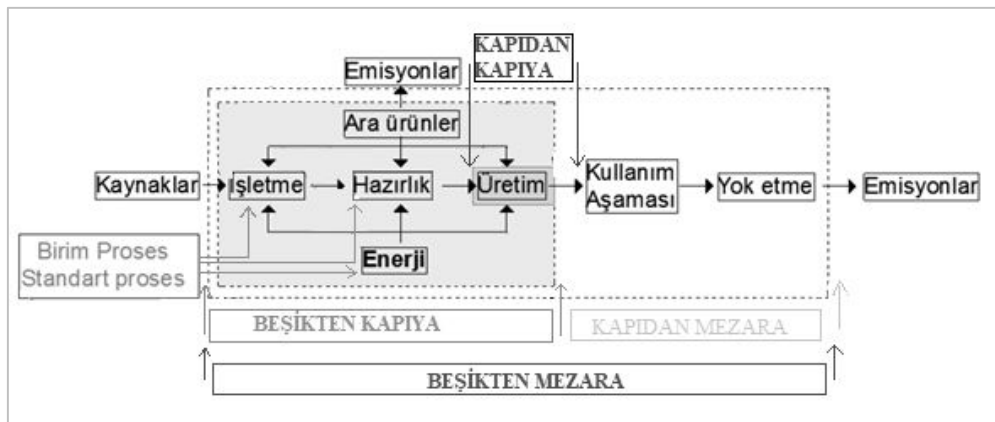 KAPIDAN
KAPIYA
Emisyonlar
Ara ürünler
Kaynaklar
işletme
Hazırlık
Üretim
Kullanım
Aşaması
Yok etme
Emisyonlar
Birim Proses
Standart proses
Enerji
BEŞİKTEN KAPIYA
KAPIDAN MEZARA
BEŞİKTEN MEZARA